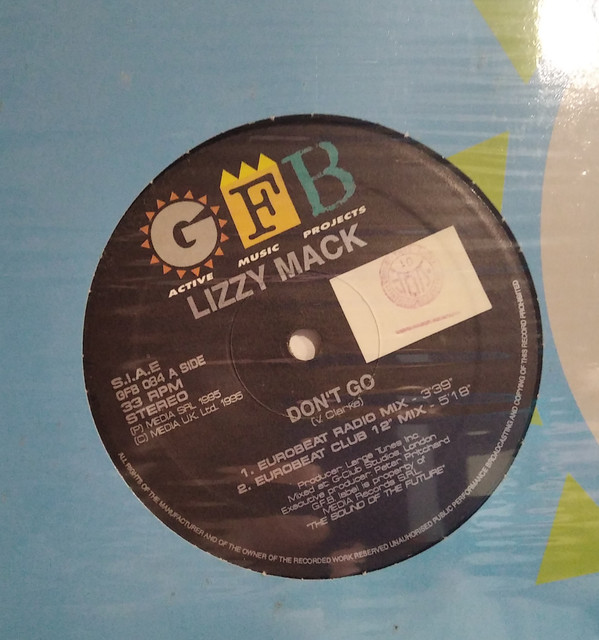 GFB
ACTIVE MUSIC PROJECTS
LIZZY MACK
S.I.A.E
GFB 084 A SIDE
33 RPM
STEREO
(P) MEDIA SRL 1995
(C) MEDIA U.K. Ltd. 1995
DON'T GO
(V. Clarke)
1. EUROBEAT RADIO MIX - 3'39"
2. EUROBEAT CLUB 12" MIX - 5'18"
Producer Large Tunes Inc.
Mixed at: G-Club Studios, London
Executive producer: Peter Pritchard
G.F.B. label is property of
MEDIA Records SRL
"THE SOUND OF THE FUTURE"
ALL RIGHTS OF THE MANUFACTURER AND OF THE OWNER OF THE RECORDED WORK RESERVED UNAUTHORISED PUBLIC PERFORMANCE BROADCASTING AND COPYING OF THIS RECORD PROHIBITED